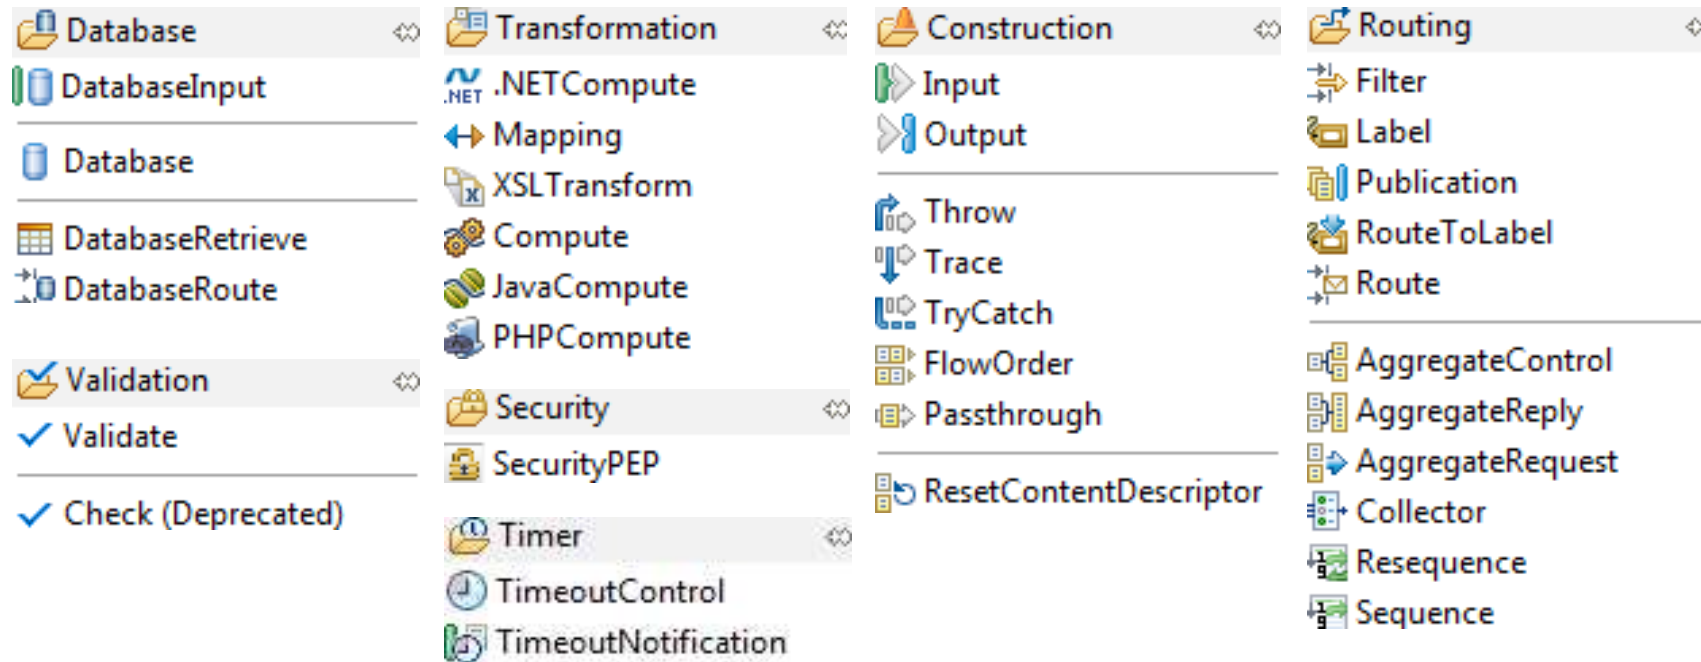 Database
DatabaseInput
Database
DatabaseRetrieve
DatabaseRoute
Validation
Validate
Check (Deprecated)
Transformation
.NET .NETCompute
Mapping
XSLTransform
Compute
JavaCompute
PHPCompute
Security
SecurityPEP
Timer
TimeoutControl
TimeoutNotification
Construction
Input
Output
Throw
Trace
TryCatch
FlowOrder
Passthrough
ResetContentDescriptor
Routing
Filter
Label
Publication
RouteToLabel
Route
AggregateControl
AggregateReply
AggregateRequest
Collector
Resequence
Sequence